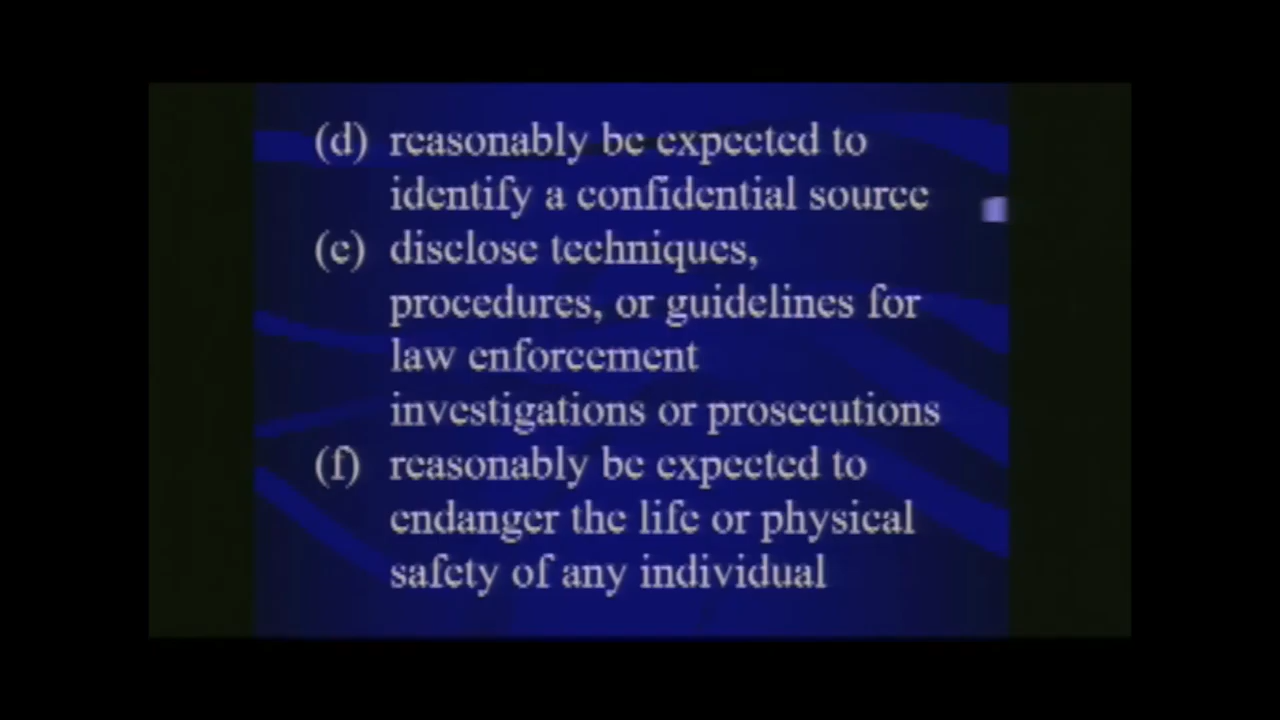 (d) reasonably be expected to
identify a confidential source
(e) disclose techniques,
procedures, or guidelines for
law enforcement
investigations or prosecutions
(f) reasonably be expected to
endanger the life or physical
safety of any individual